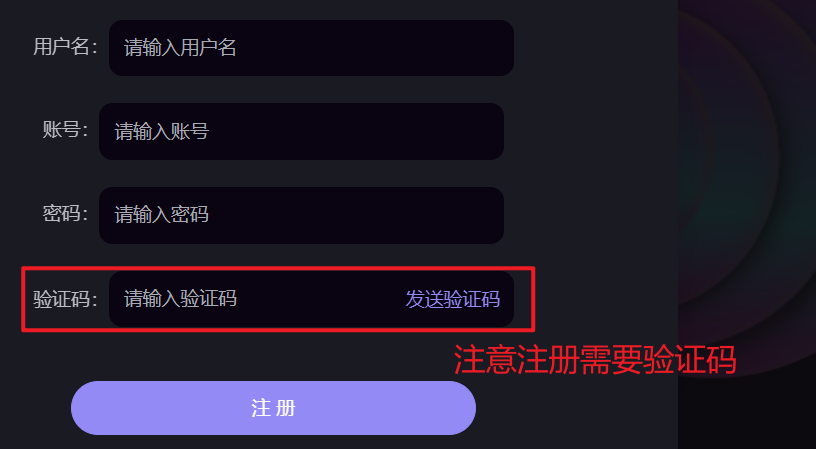 用户名： 请输入用户名
账号： 请输入账号
密码： 请输入密码
验证码： 请输入验证码 发送验证码
注意注册需要验证码
注 册